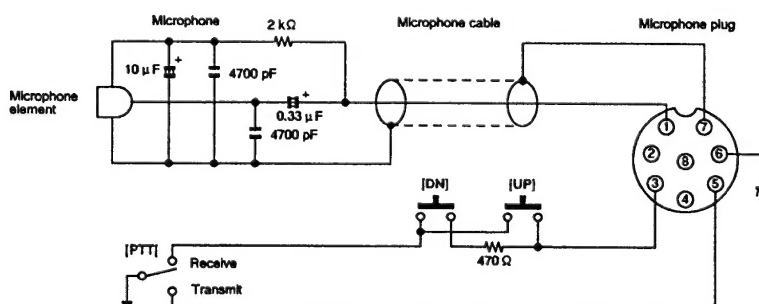 Microphone
2 kΩ
Microphone cable
Microphone plug
10 μF
+
4700 pF
Microphone
element
+
0.33 μF
4700 pF
1
7
2
8
6
3
5
4
[DN]
[UP]
470 Ω
[PTT]
Receive
Transmit